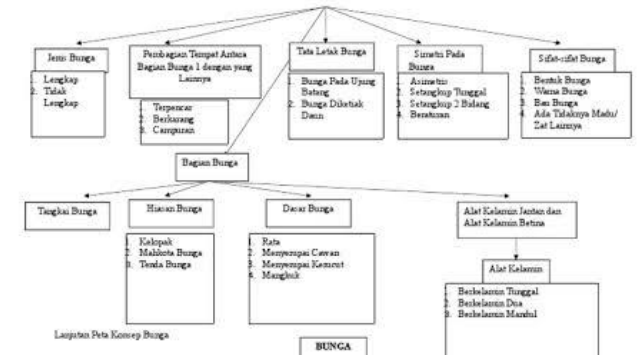 Jenis Bunga
1. Lengkap
2. Tidak
Lengkap
Pembagian Tempat Antara
Bagian Bunga 1 dengan yang
Lainnya
1. Terpencar
2. Berkarang
3. Campuran
Tata Letak Bunga
1. Bunga Pada Ujung
Batang
2. Bunga Diketiak
Daun
Simetri Pada
Bunga
1. Asimetris
2. Setangkup Tunggal
3. Setangkup 2 Bidang
4. Beraturan
Sifat-sifat Bunga
1. Bentuk Bunga
2. Warna Bunga
3. Bau Bunga
4. Ada Tidaknya Madu/
Zat Lainnya
Bagian Bunga
Tangkai Bunga
Hiasan Bunga
1. Kelopak
2. Mahkota Bunga
3. Tenda Bunga
Dasar Bunga
1. Rata
2. Menyerupai Cawan
3. Menyerupai Kerucut
4. Mangkuk
Alat Kelamin Jantan dan
Alat Kelamin Betina
Alat Kelamin
1. Berkelamin Tunggal
2. Berkelamin Dua
3. Berkelamin Mandul
Lanjutan Peta Konsep Bunga
BUNGA